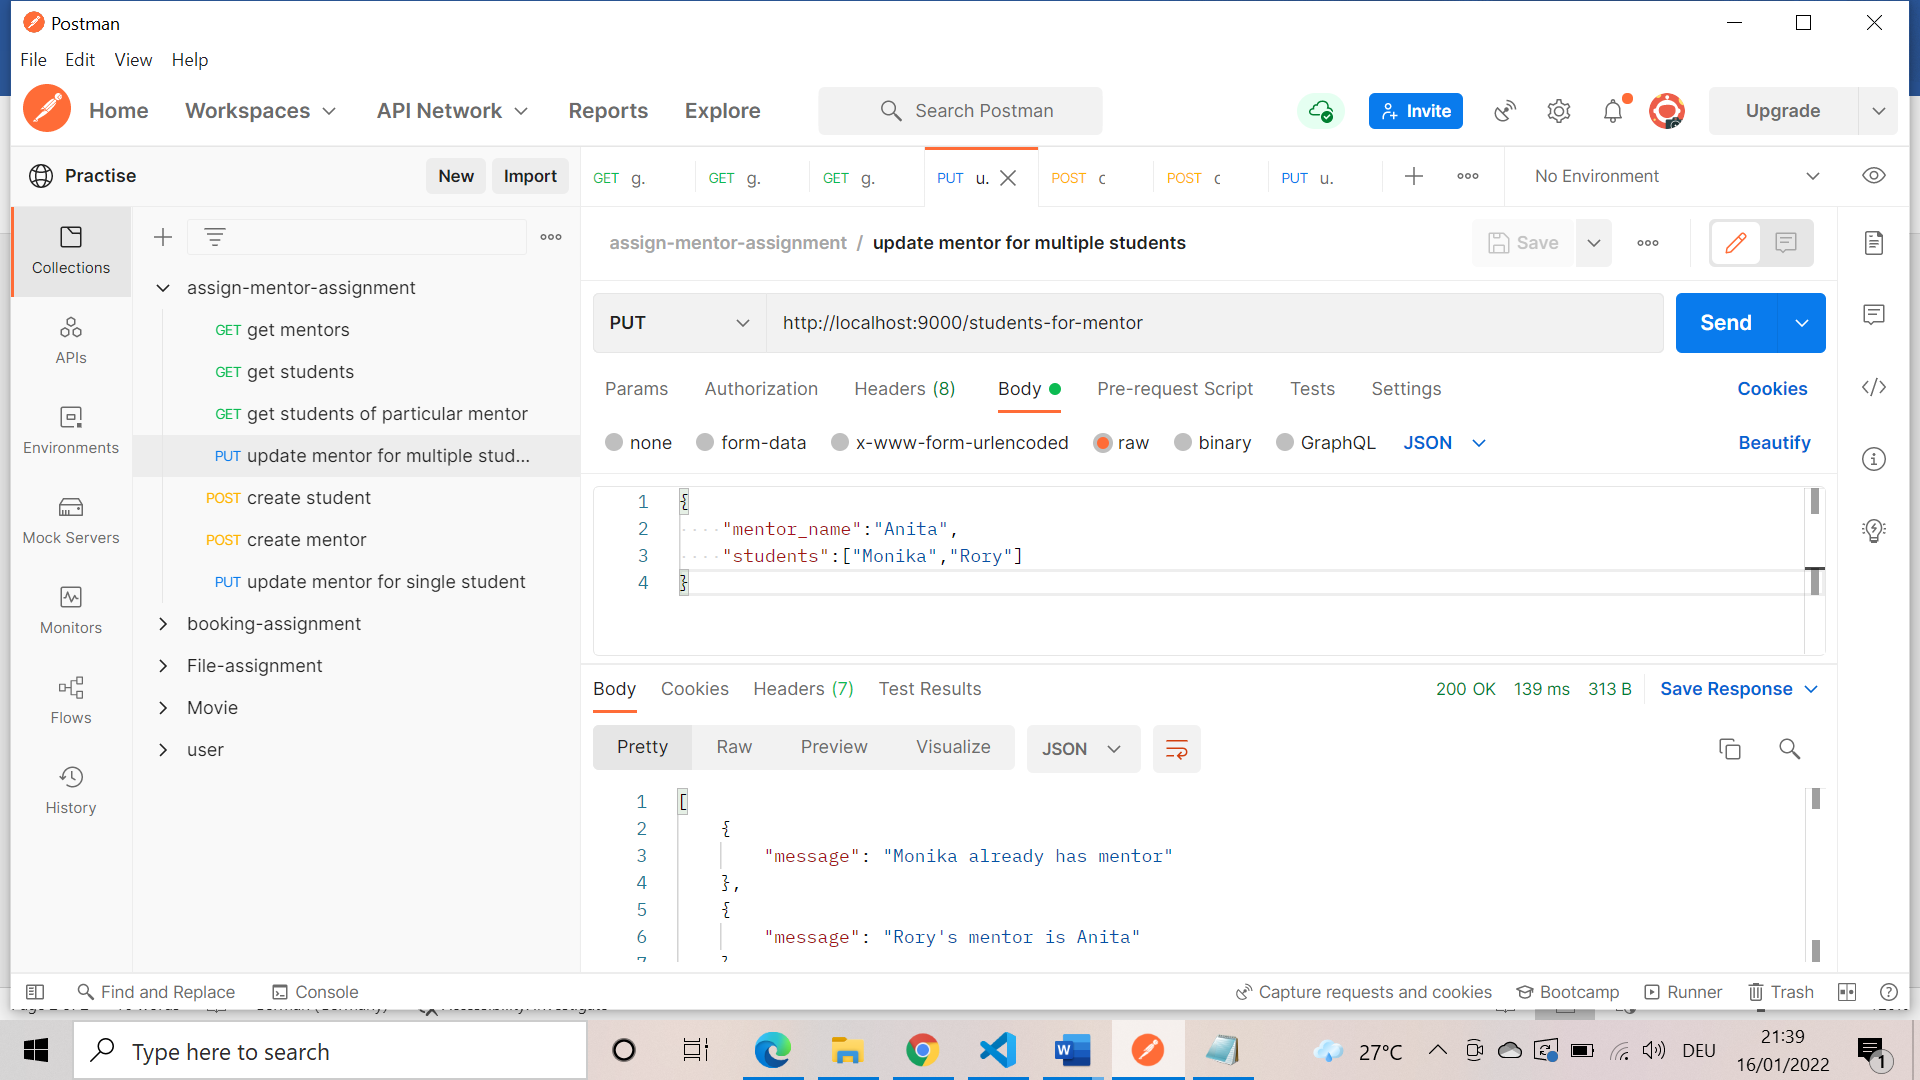 Postman
File Edit View Help
Home Workspaces API Network Reports Explore Search Postman Invite Upgrade
Practise New Import
GET g. GET g. GET g. PUT u. POST c POST c PUT u. No Environment
Collections
APIs
Environments
Mock Servers
Monitors
Flows
History
assign-mentor-assignment
GET get mentors
GET get students
GET get students of particular mentor
PUT update mentor for multiple stud...
POST create student
POST create mentor
PUT update mentor for single student
booking-assignment
File-assignment
Movie
user
assign-mentor-assignment / update mentor for multiple students Save
PUT http://localhost:9000/students-for-mentor Send
Params Authorization Headers (8) Body Pre-request Script Tests Settings Cookies
none form-data x-www-form-urlencoded raw binary GraphQL JSON Beautify
1 {
2 "mentor_name":"Anita",
3 "students":["Monika","Rory"]
4 }
Body Cookies Headers (7) Test Results 200 OK 139 ms 313 B Save Response
Pretty Raw Preview Visualize JSON
1 [
2 {
3 "message": "Monika already has mentor"
4 },
5 {
6 "message": "Rory's mentor is Anita"
7 }
Find and Replace Console Capture requests and cookies Bootcamp Runner Trash
Type here to search 27°C DEU 21:39
16/01/2022
1